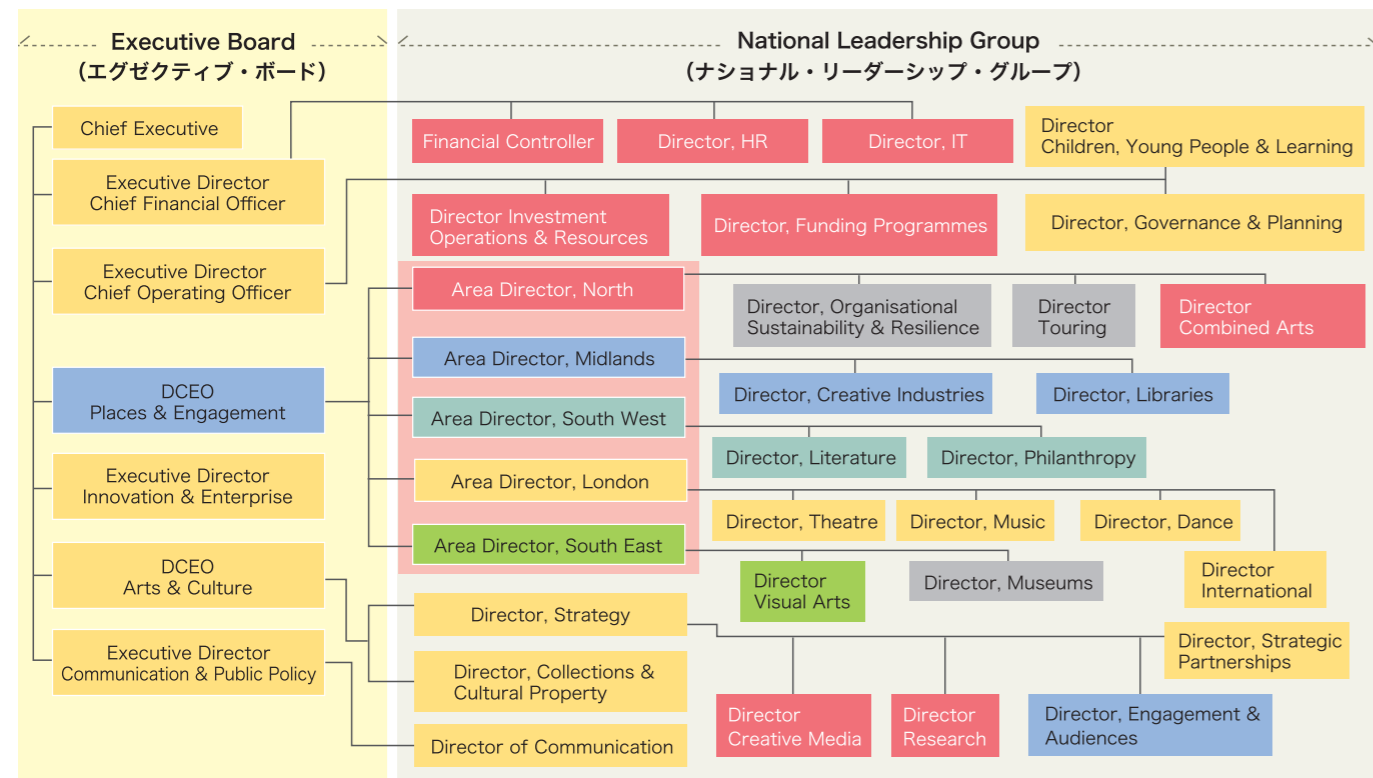 Executive Board
（エグゼクティブ・ボード）
National Leadership Group
（ナショナル・リーダーシップ・グループ）
Chief Executive
Executive Director
Chief Financial Officer
Executive Director
Chief Operating Officer
DCEO
Places & Engagement
Executive Director
Innovation & Enterprise
DCEO
Arts & Culture
Executive Director
Communication & Public Policy
Financial Controller
Director, HR
Director, IT
Director
Children, Young People & Learning
Director Investment
Operations & Resources
Director, Funding Programmes
Director, Governance & Planning
Area Director, North
Director, Organisational
Sustainability & Resilience
Director
Touring
Director
Combined Arts
Area Director, Midlands
Director, Creative Industries
Director, Libraries
Area Director, South West
Director, Literature
Director, Philanthropy
Area Director, London
Director, Theatre
Director, Music
Director, Dance
Director
International
Area Director, South East
Director
Visual Arts
Director, Museums
Director, Strategy
Director, Strategic
Partnerships
Director, Collections &
Cultural Property
Director
Creative Media
Director
Research
Director, Engagement &
Audiences
Director of Communication